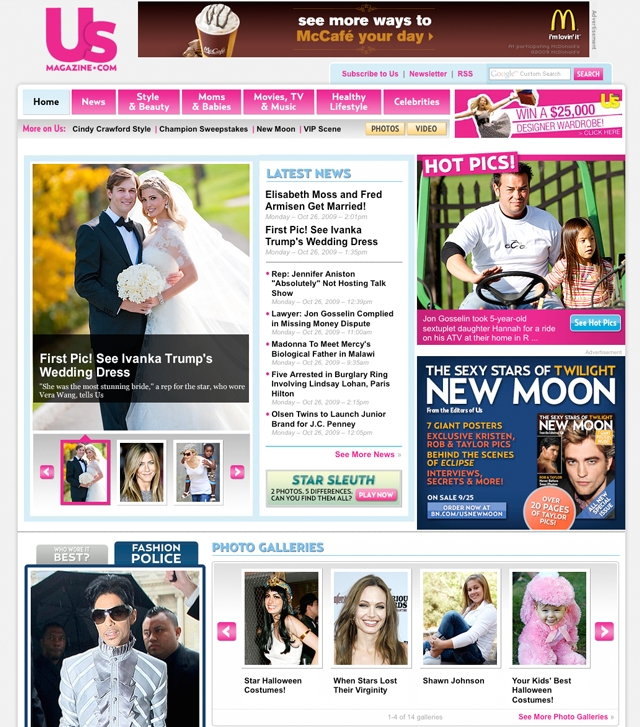 Us
MAGAZINE•COM
see more ways to
McCafé your day
i'm lovin' it
Advertisement
Subscribe to Us | Newsletter | RSS
Google™ Custom Search
SEARCH
Home
News
Style
& Beauty
Moms
& Babies
Movies, TV
& Music
Healthy
Lifestyle
Celebrities
More on Us: Cindy Crawford Style | Champion Sweepstakes | New Moon | VIP Scene
PHOTOS
VIDEO
Us
WIN A $25,000
DESIGNER WARDROBE!
> CLICK HERE
First Pic! See Ivanka Trump's
Wedding Dress
"She was the most stunning bride," a rep for the star, who wore
Vera Wang, tells Us
LATEST NEWS
Elisabeth Moss and Fred
Armisen Get Married!
Monday – Oct 26, 2009 – 2:01pm
First Pic! See Ivanka
Trump's Wedding Dress
Monday – Oct 26, 2009 – 1:35pm
• Rep: Jennifer Aniston
"Absolutely" Not Hosting Talk
Show
Monday – Oct 26, 2009 – 12:39pm
• Lawyer: Jon Gosselin Complied
in Missing Money Dispute
Monday – Oct 26, 2009 – 11:00am
• Madonna To Meet Mercy's
Biological Father in Malawi
Monday – Oct 26, 2009 – 9:35am
• Five Arrested in Burglary Ring
Involving Lindsay Lohan, Paris
Hilton
Monday – Oct 26, 2009 – 2:15pm
• Olsen Twins to Launch Junior
Brand for J.C. Penney
Monday – Oct 26, 2009 – 12:05pm
See More News »
STAR SLEUTH
2 PHOTOS. 5 DIFFERENCES.
CAN YOU FIND THEM ALL?
PLAY NOW
HOT PICS!
Jon Gosselin took 5-year-old
sextuplet daughter Hannah for a ride
on his ATV at their home in R ...
See Hot Pics
Advertisement
THE SEXY STARS OF TWILIGHT
NEW MOON
From the Editors of Us
7 GIANT POSTERS
EXCLUSIVE KRISTEN,
ROB & TAYLOR PICS
BEHIND THE SCENES
OF ECLIPSE
INTERVIEWS,
SECRETS & MORE!
ON SALE 9/25
ORDER NOW AT
BN.COM/USNEWMOON
THE SEXY STARS OF TWILIGHT
NEW MOON
OVER
20 PAGES
OF TAYLOR
PICS!
ALL NEW
SPECIAL
ISSUE
WHO WORE IT
BEST?
FASHION
POLICE
PHOTO GALLERIES
Star Halloween
Costumes!
When Stars Lost
Their Virginity
Shawn Johnson
Your Kids' Best
Halloween
Costumes!
1-4 of 14 galleries
See More Photo Galleries »